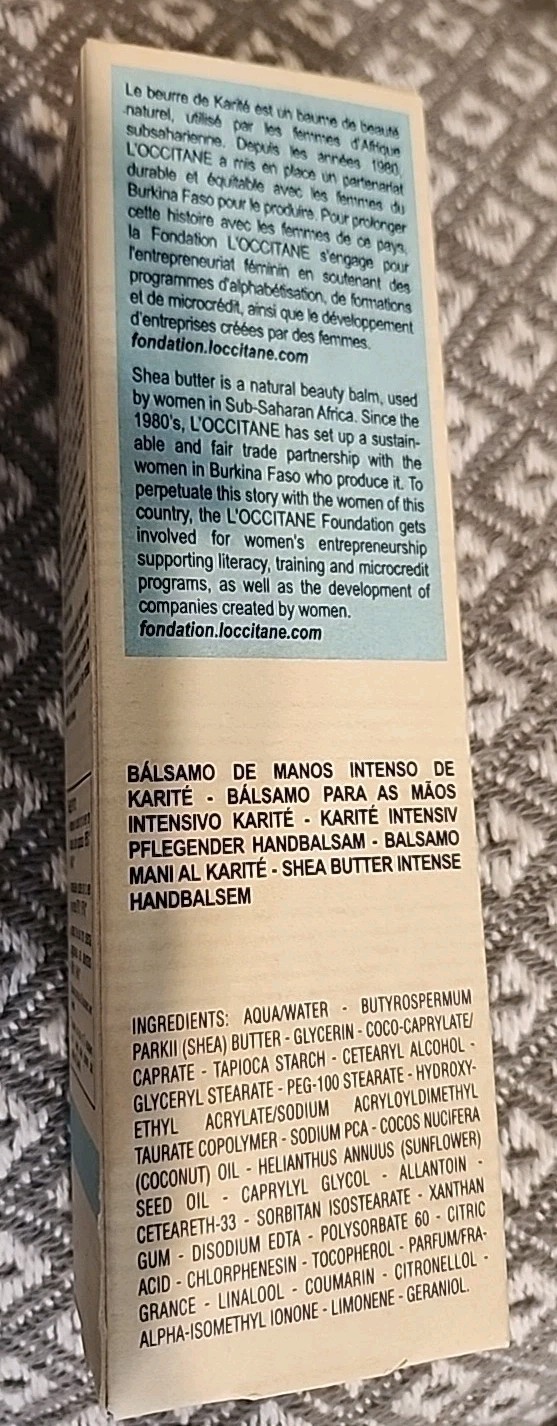 Le beurre de Karité est un baume de beauté
naturel, utilisé par les femmes d'Afrique
subsaharienne. Depuis les années 1980,
L'OCCITANE a mis en place un partenariat
durable et équitable avec les femmes du
Burkina Faso pour le produire. Pour prolonger
cette histoire avec les femmes de ce pays,
la Fondation L'OCCITANE s'engage pour
l'entrepreneuriat féminin en soutenant des
programmes d'alphabétisation, de formations
et de microcrédit, ainsi que le développement
d'entreprises créées par des femmes.
fondation.loccitane.com
Shea butter is a natural beauty balm, used
by women in Sub-Saharan Africa. Since the
1980's, L'OCCITANE has set up a sustain-
able and fair trade partnership with the
women in Burkina Faso who produce it. To
perpetuate this story with the women of this
country, the L'OCCITANE Foundation gets
involved for women's entrepreneurship
supporting literacy, training and microcredit
programs, as well as the development of
companies created by women.
fondation.loccitane.com
BÁLSAMO DE MANOS INTENSO DE
KARITÉ - BÁLSAMO PARA AS MÃOS
INTENSIVO KARITÉ - KARITÉ INTENSIV
PFLEGENDER HANDBALSAM - BALSAMO
MANI AL KARITÉ - SHEA BUTTER INTENSE
HANDBALSEM
INGREDIENTS: AQUA/WATER - BUTYROSPERMUM
PARKII (SHEA) BUTTER - GLYCERIN - COCO-CAPRYLATE/
CAPRATE - TAPIOCA STARCH - CETEARYL ALCOHOL -
GLYCERYL STEARATE - PEG-100 STEARATE - HYDROXY-
ETHYL ACRYLATE/SODIUM ACRYLOYLDIMETHYL
TAURATE COPOLYMER - SODIUM PCA - COCOS NUCIFERA
(COCONUT) OIL - HELIANTHUS ANNUUS (SUNFLOWER)
SEED OIL - CAPRYLYL GLYCOL - ALLANTOIN -
CETEARETH-33 - SORBITAN ISOSTEARATE - XANTHAN
GUM - DISODIUM EDTA - POLYSORBATE 60 - CITRIC
ACID - CHLORPHENESIN - TOCOPHEROL - PARFUM/FRA-
GRANCE - LINALOOL - COUMARIN - CITRONELLOL -
ALPHA-ISOMETHYL IONONE - LIMONENE - GERANIOL.